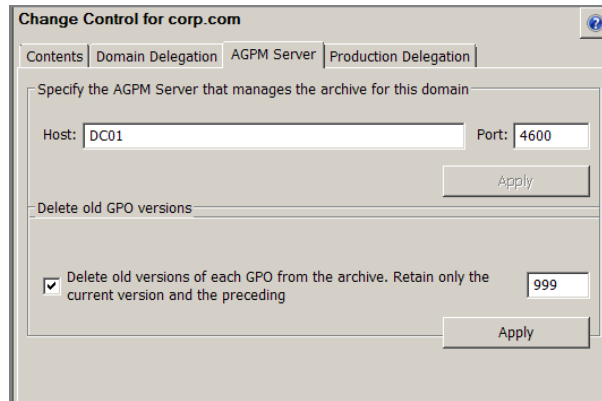 Change Control for corp.com
?
Contents Domain Delegation AGPM Server Production Delegation
Specify the AGPM Server that manages the archive for this domain
Host: DC01 Port: 4600
Apply
Delete old GPO versions
Delete old versions of each GPO from the archive. Retain only the
current version and the preceding
999
Apply